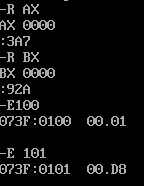 -R AX
AX 0000
:3A7
-R BX
BX 0000
:92A
-E100
073F:0100  00.01

-E 101
073F:0101  00.D8